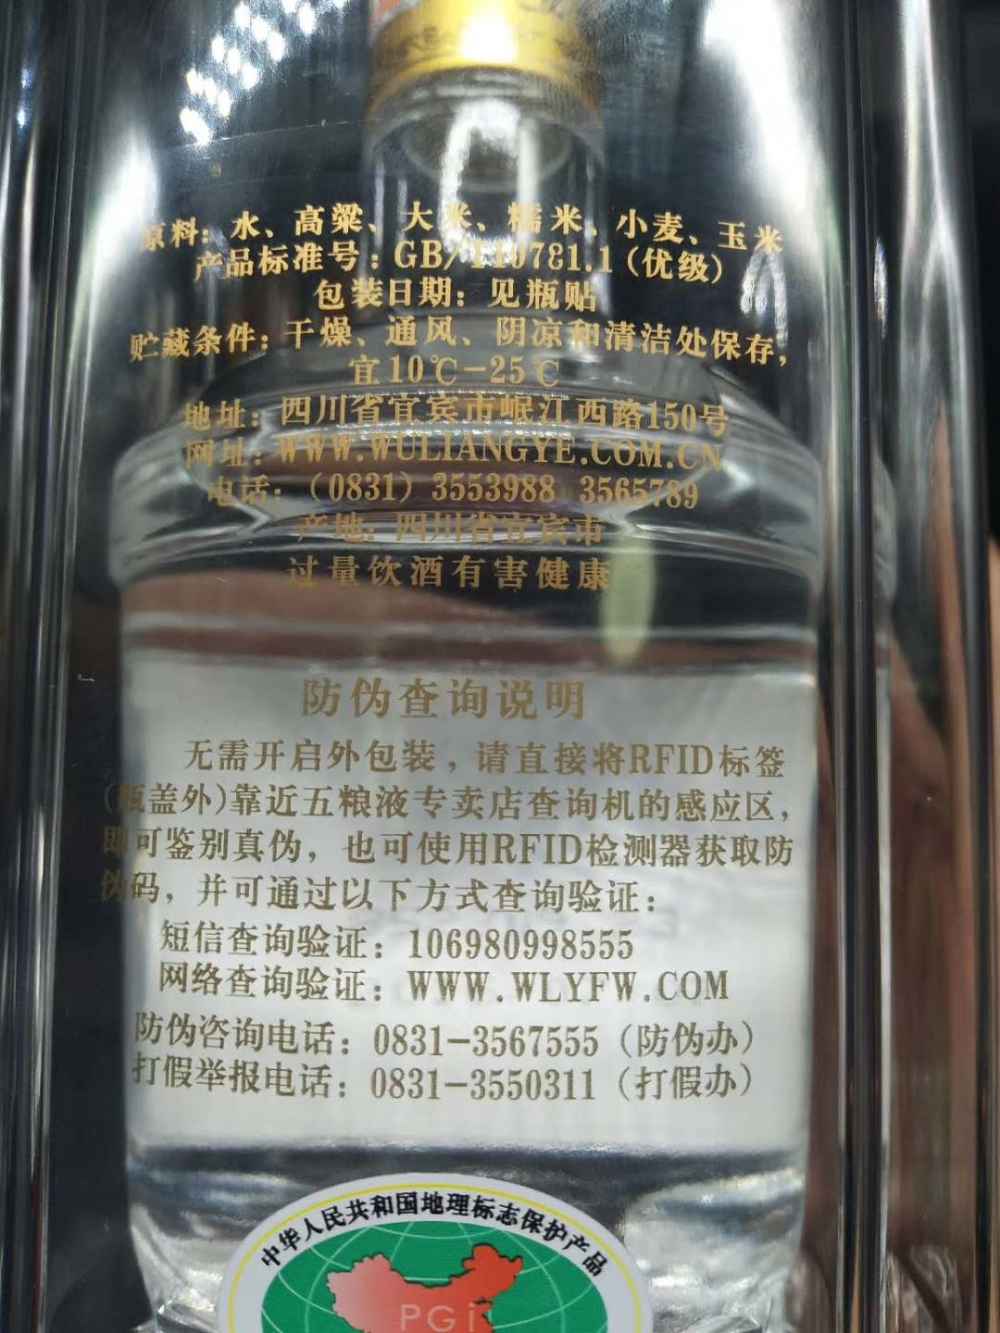 原料：水、高粱、大米、糯米、小麦、玉米
产品标准号：GB/T10781.1（优级）
包装日期：见瓶贴
贮藏条件：干燥、通风、阴凉和清洁处保存，
宜10℃-25℃
地址：四川省宜宾市岷江西路150号
网址：WWW.WULIANGYE.COM.CN
电话：（0831）3553988 3565789
产地：四川省宜宾市
过量饮酒有害健康
防伪查询说明
无需开启外包装，请直接将RFID标签
(瓶盖外)靠近五粮液专卖店查询机的感应区，
即可鉴别真伪，也可使用RFID检测器获取防
伪码，并可通过以下方式查询验证：
短信查询验证：106980998555
网络查询验证：WWW.WLYFW.COM
防伪咨询电话：0831-3567555（防伪办）
打假举报电话：0831-3550311（打假办）
中华人民共和国地理标志保护产品
PGI